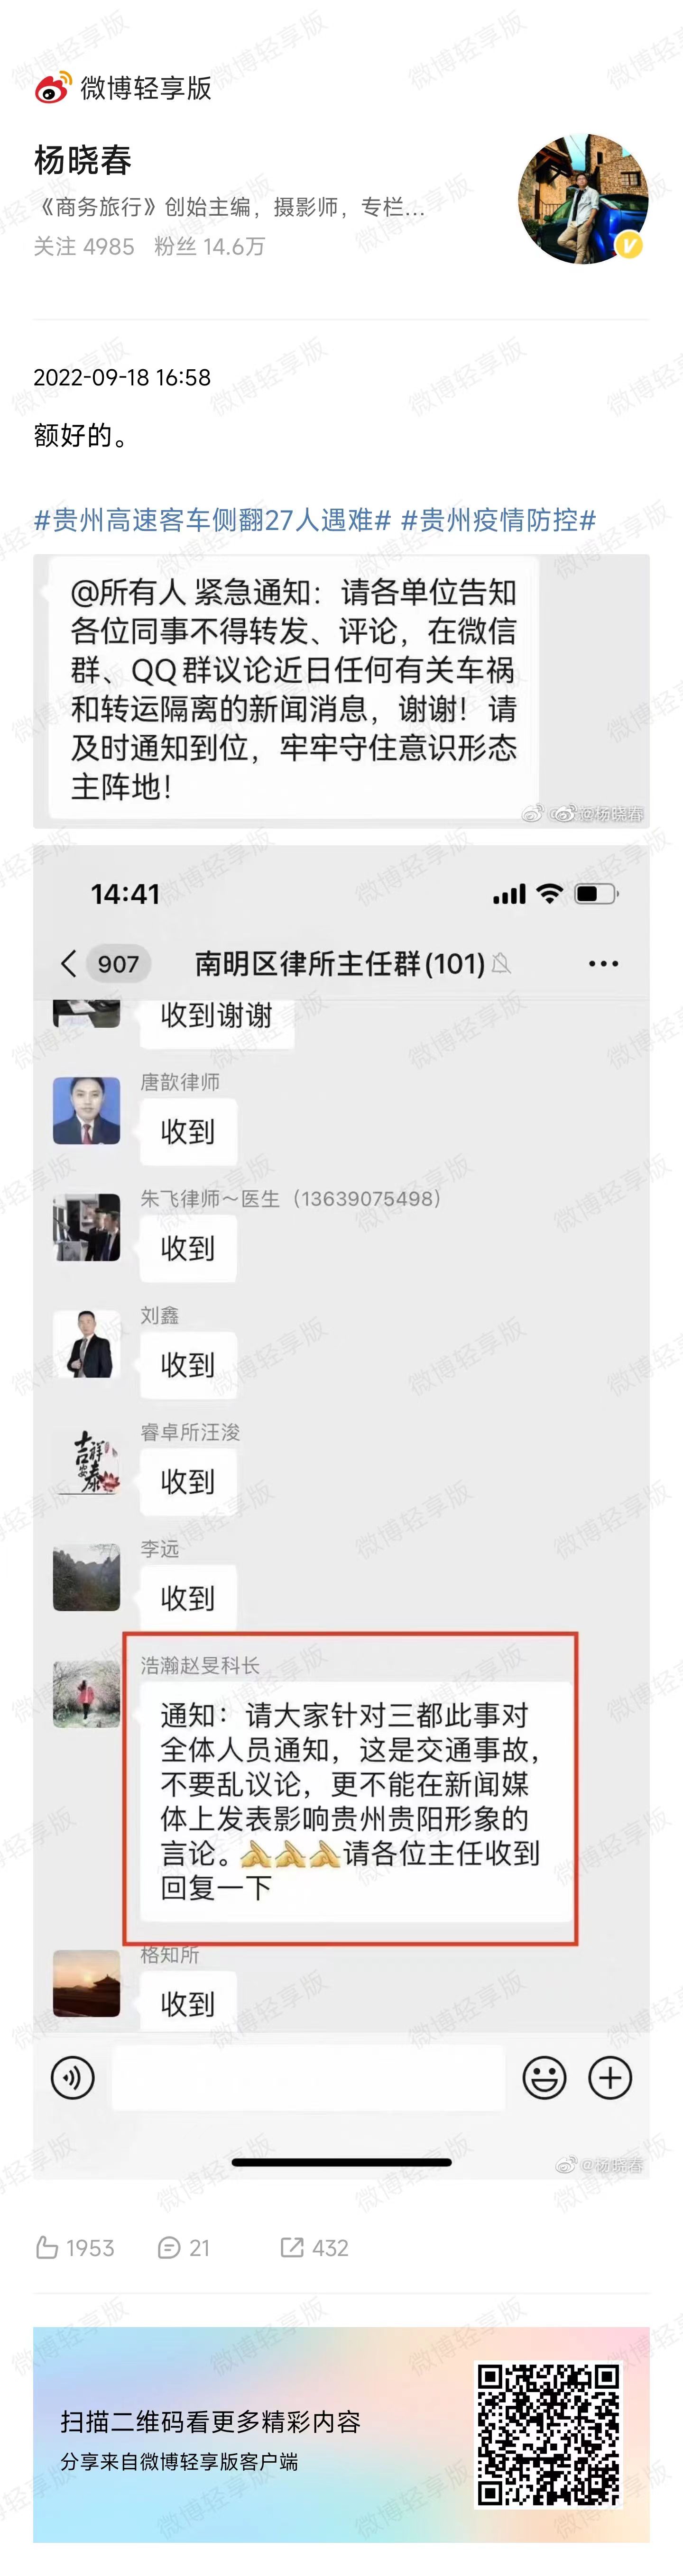 微博轻享版
杨晓春
《商务旅行》创始主编，摄影师，专栏...
关注 4985 粉丝 14.6万
2022-09-18 16:58
额好的。
#贵州高速客车侧翻27人遇难# #贵州疫情防控#
@所有人 紧急通知：请各单位告知
各位同事不得转发、评论，在微信
群、QQ群议论近日任何有关车祸
和转运隔离的新闻消息，谢谢！请
及时通知到位，牢牢守住意识形态
主阵地！
@杨晓春
14:41
907
南明区律所主任群(101)
收到谢谢
唐歆律师
收到
朱飞律师～医生（13639075498）
收到
刘鑫
收到
睿卓所汪浚
吉祥安泰
收到
李远
收到
浩瀚赵旻科长
通知：请大家针对三都此事对
全体人员通知，这是交通事故，
不要乱议论，更不能在新闻媒
体上发表影响贵州贵阳形象的
言论。🙏🙏🙏请各位主任收到
回复一下
格知所
收到
@杨晓春
1953
21
432
扫描二维码看更多精彩内容
分享来自微博轻享版客户端